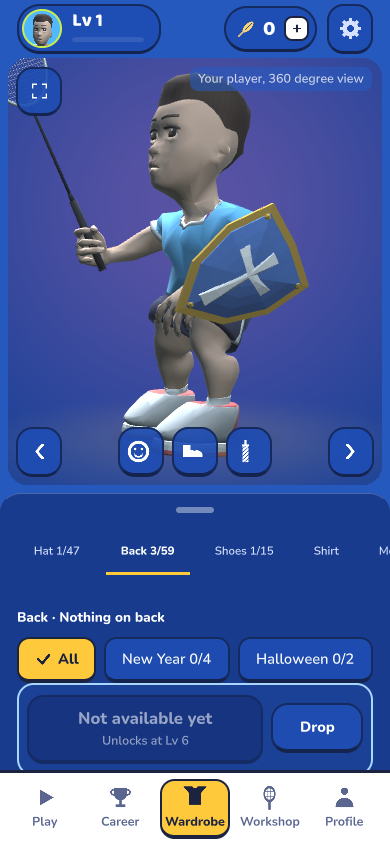 Lv 1
0
+
Your player, 360 degree view
Hat 1/47
Back 3/59
Shoes 1/15
Shirt
Back · Nothing on back
All
New Year 0/4
Halloween 0/2
Not available yet
Unlocks at Lv 6
Drop
Play
Career
Wardrobe
Workshop
Profile